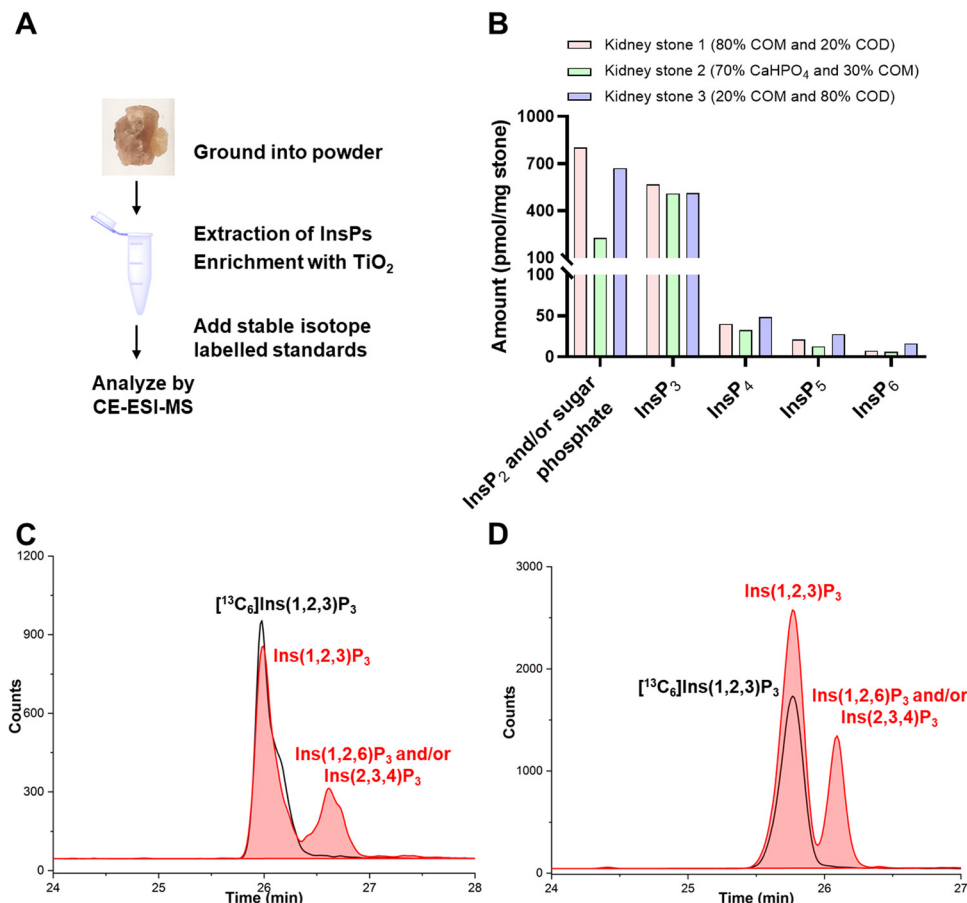 A
Ground into powder
Extraction of InsPs
Enrichment with TiO₂
Add stable isotope
labelled standards
Analyze by
CE-ESI-MS
B
Kidney stone 1 (80% COM and 20% COD)
Kidney stone 2 (70% CaHPO₄ and 30% COM)
Kidney stone 3 (20% COM and 80% COD)
Amount (pmol/mg stone)
1000
700
400
100
100
50
0
InsP₂ and/or sugar
phosphate
InsP₃
InsP₄
InsP₅
InsP₆
C
Counts
1200
900
600
300
0
[¹³C₆]Ins(1,2,3)P₃
Ins(1,2,3)P₃
Ins(1,2,6)P₃ and/or
Ins(2,3,4)P₃
24
25
26
27
28
Time (min)
D
Counts
3000
2000
1000
0
Ins(1,2,3)P₃
[¹³C₆]Ins(1,2,3)P₃
Ins(1,2,6)P₃ and/or
Ins(2,3,4)P₃
24
25
26
27
Time (min)